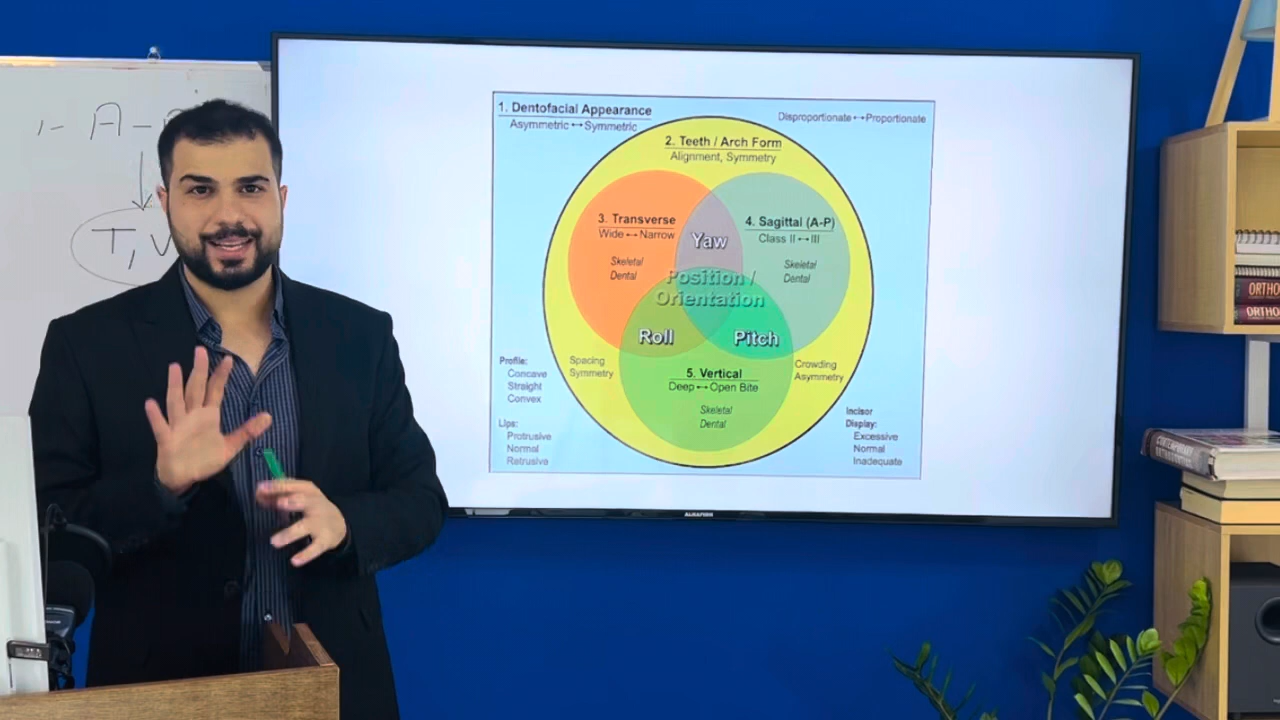 1- A-
T, V
1. Dentofacial Appearance
Asymmetric ↔ Symmetric
Disproportionate ↔ Proportionate
2. Teeth / Arch Form
Alignment, Symmetry
3. Transverse
Wide ↔ Narrow
Skeletal
Dental
Yaw
4. Sagittal (A-P)
Class II ↔ III
Skeletal
Dental
Position /
Orientation
Roll
Pitch
Spacing
Symmetry
5. Vertical
Deep ↔ Open Bite
Skeletal
Dental
Crowding
Asymmetry
Profile:
Concave
Straight
Convex
Lips:
Protrusive
Normal
Retrusive
Incisor
Display:
Excessive
Normal
Inadequate
ORTHO
ORTHO
CONTEMPORARY